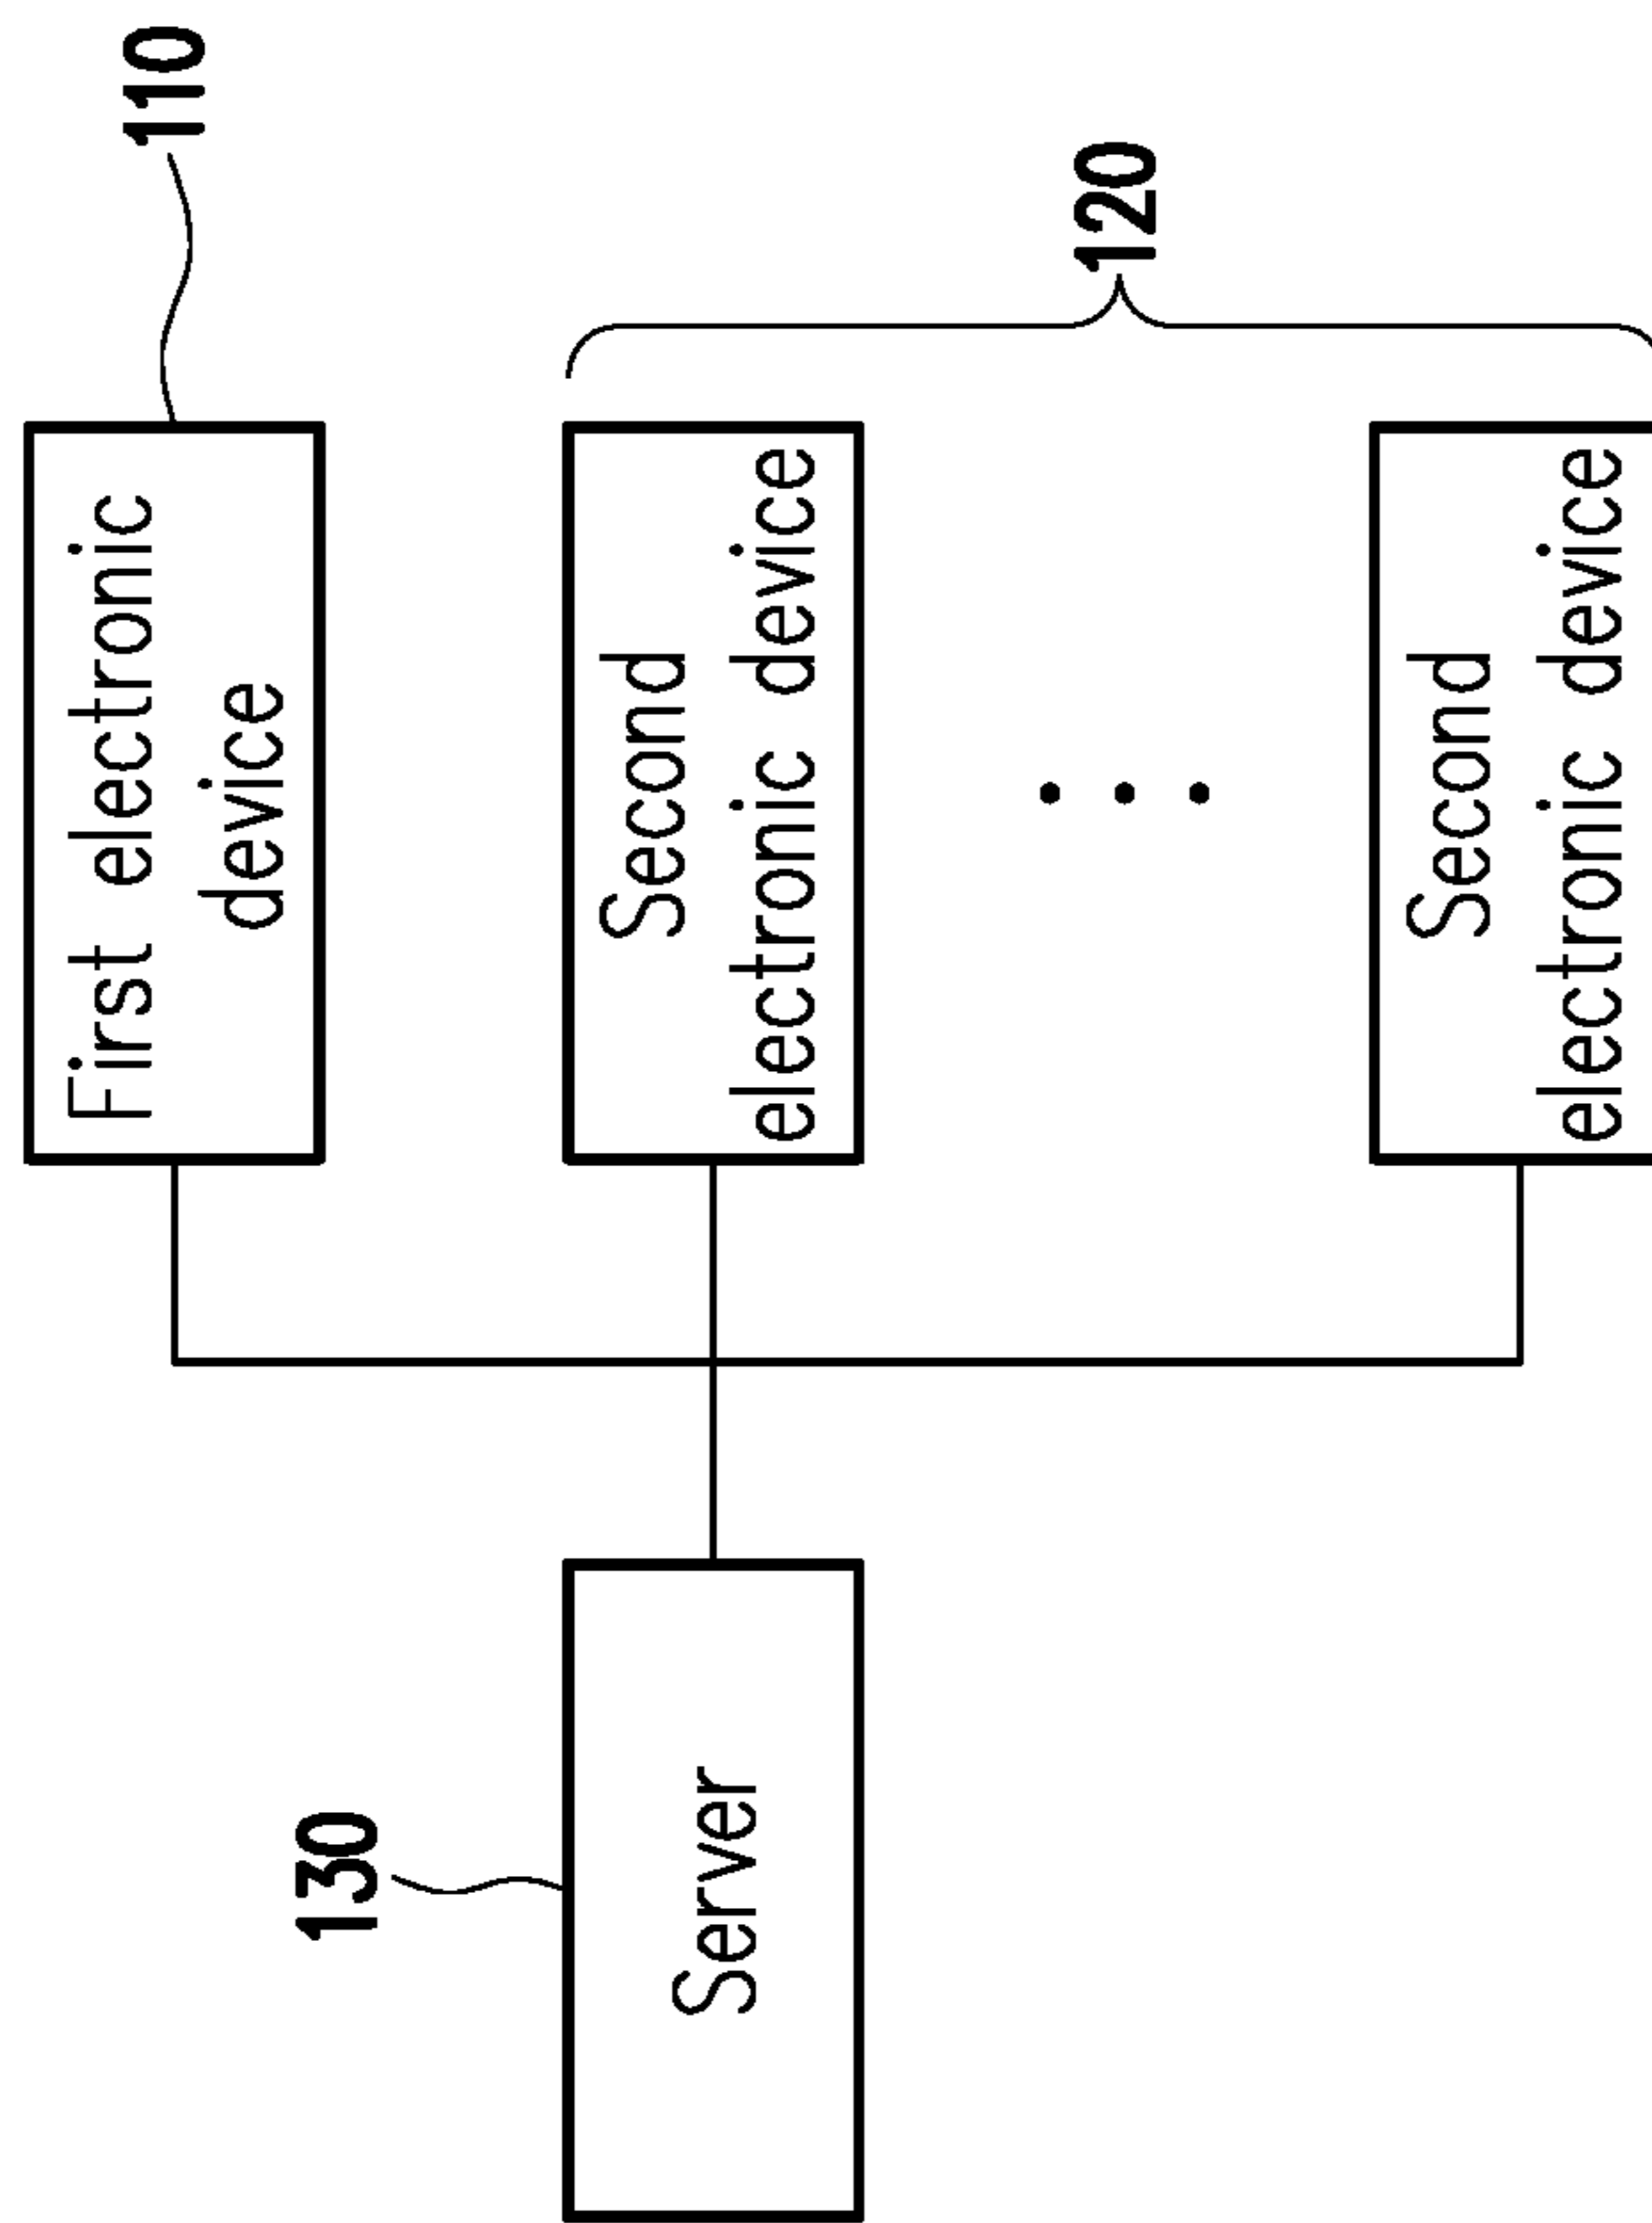 110
First electronic
device
130
Server
Second
electronic device
120
Second
electronic device